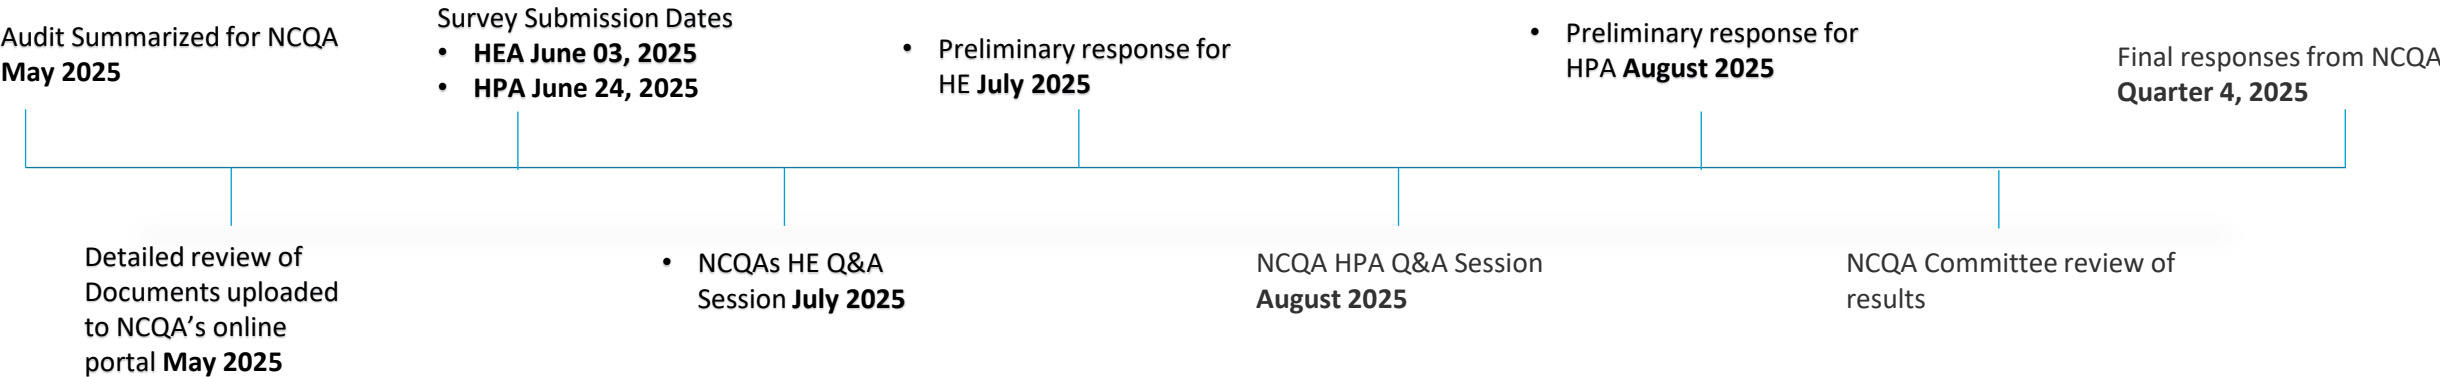 Audit Summarized for NCQA
May 2025
Survey Submission Dates
• HEA June 03, 2025
• HPA June 24, 2025
• Preliminary response for
HE July 2025
• Preliminary response for
HPA August 2025
Final responses from NCQA
Quarter 4, 2025
Detailed review of
Documents uploaded
to NCQA’s online
portal May 2025
• NCQAs HE Q&A
Session July 2025
NCQA HPA Q&A Session
August 2025
NCQA Committee review of
results